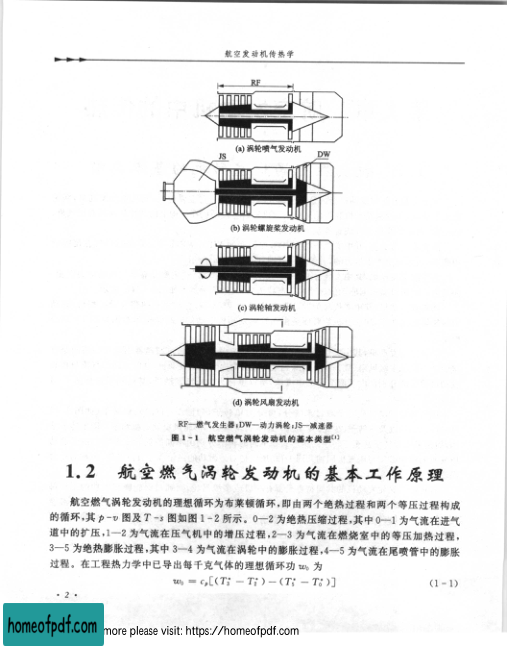 航空发动机传热学
RF
(a) 涡轮喷气发动机
JS
DW
(b) 涡轮螺旋桨发动机
(c) 涡轮轴发动机
(d) 涡轮风扇发动机
RF—燃气发生器;DW—动力涡轮;JS—减速器
图 1-1 航空燃气涡轮发动机的基本类型[1]
1.2 航空燃气涡轮发动机的基本工作原理
航空燃气涡轮发动机的理想循环为布莱顿循环,即由两个绝热过程和两个等压过程构成
的循环,其 p-v 图及 T-s 图如图 1-2 所示。0—2 为绝热压缩过程,其中 0—1 为气流在进气
道中的扩压,1—2 为气流在压气机中的增压过程,2—3 为气流在燃烧室中的等压加热过程,
3—5 为绝热膨胀过程,其中 3—4 为气流在涡轮中的膨胀过程,4—5 为气流在尾喷管中的膨胀
过程。在工程热力学中已导出每千克气体的理想循环功 w₀ 为
w₀ = cₚ[(T₃* − T₂*) − (T₅* − T₀*)] (1-1)
· 2 ·
homeofpdf.com
more please visit: https://homeofpdf.com